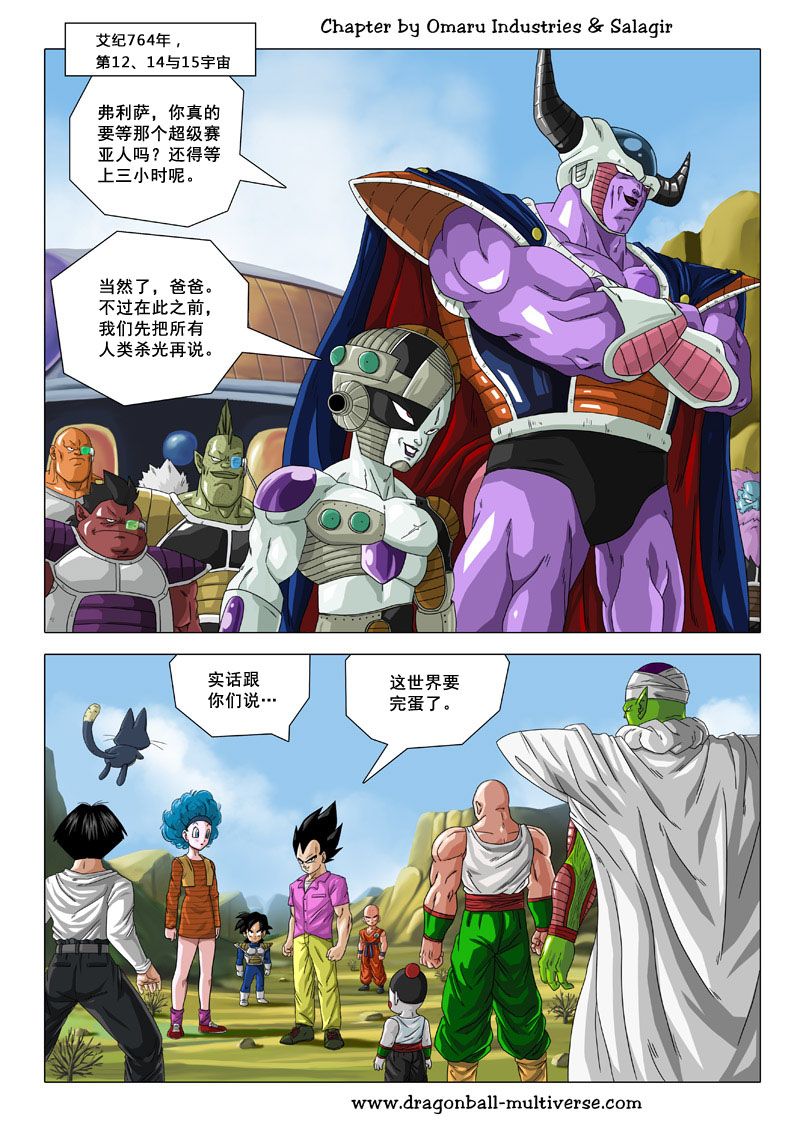 Chapter by Omaru Industries & Salagir
艾纪764年，
第12、14与15宇宙
弗利萨，你真的
要等那个超级赛
亚人吗？还得等
上三小时呢。
当然了，爸爸。
不过在此之前，
我们先把所有
人类杀光再说。
实话跟
你们说…
这世界要
完蛋了。
www.dragonball-multiverse.com